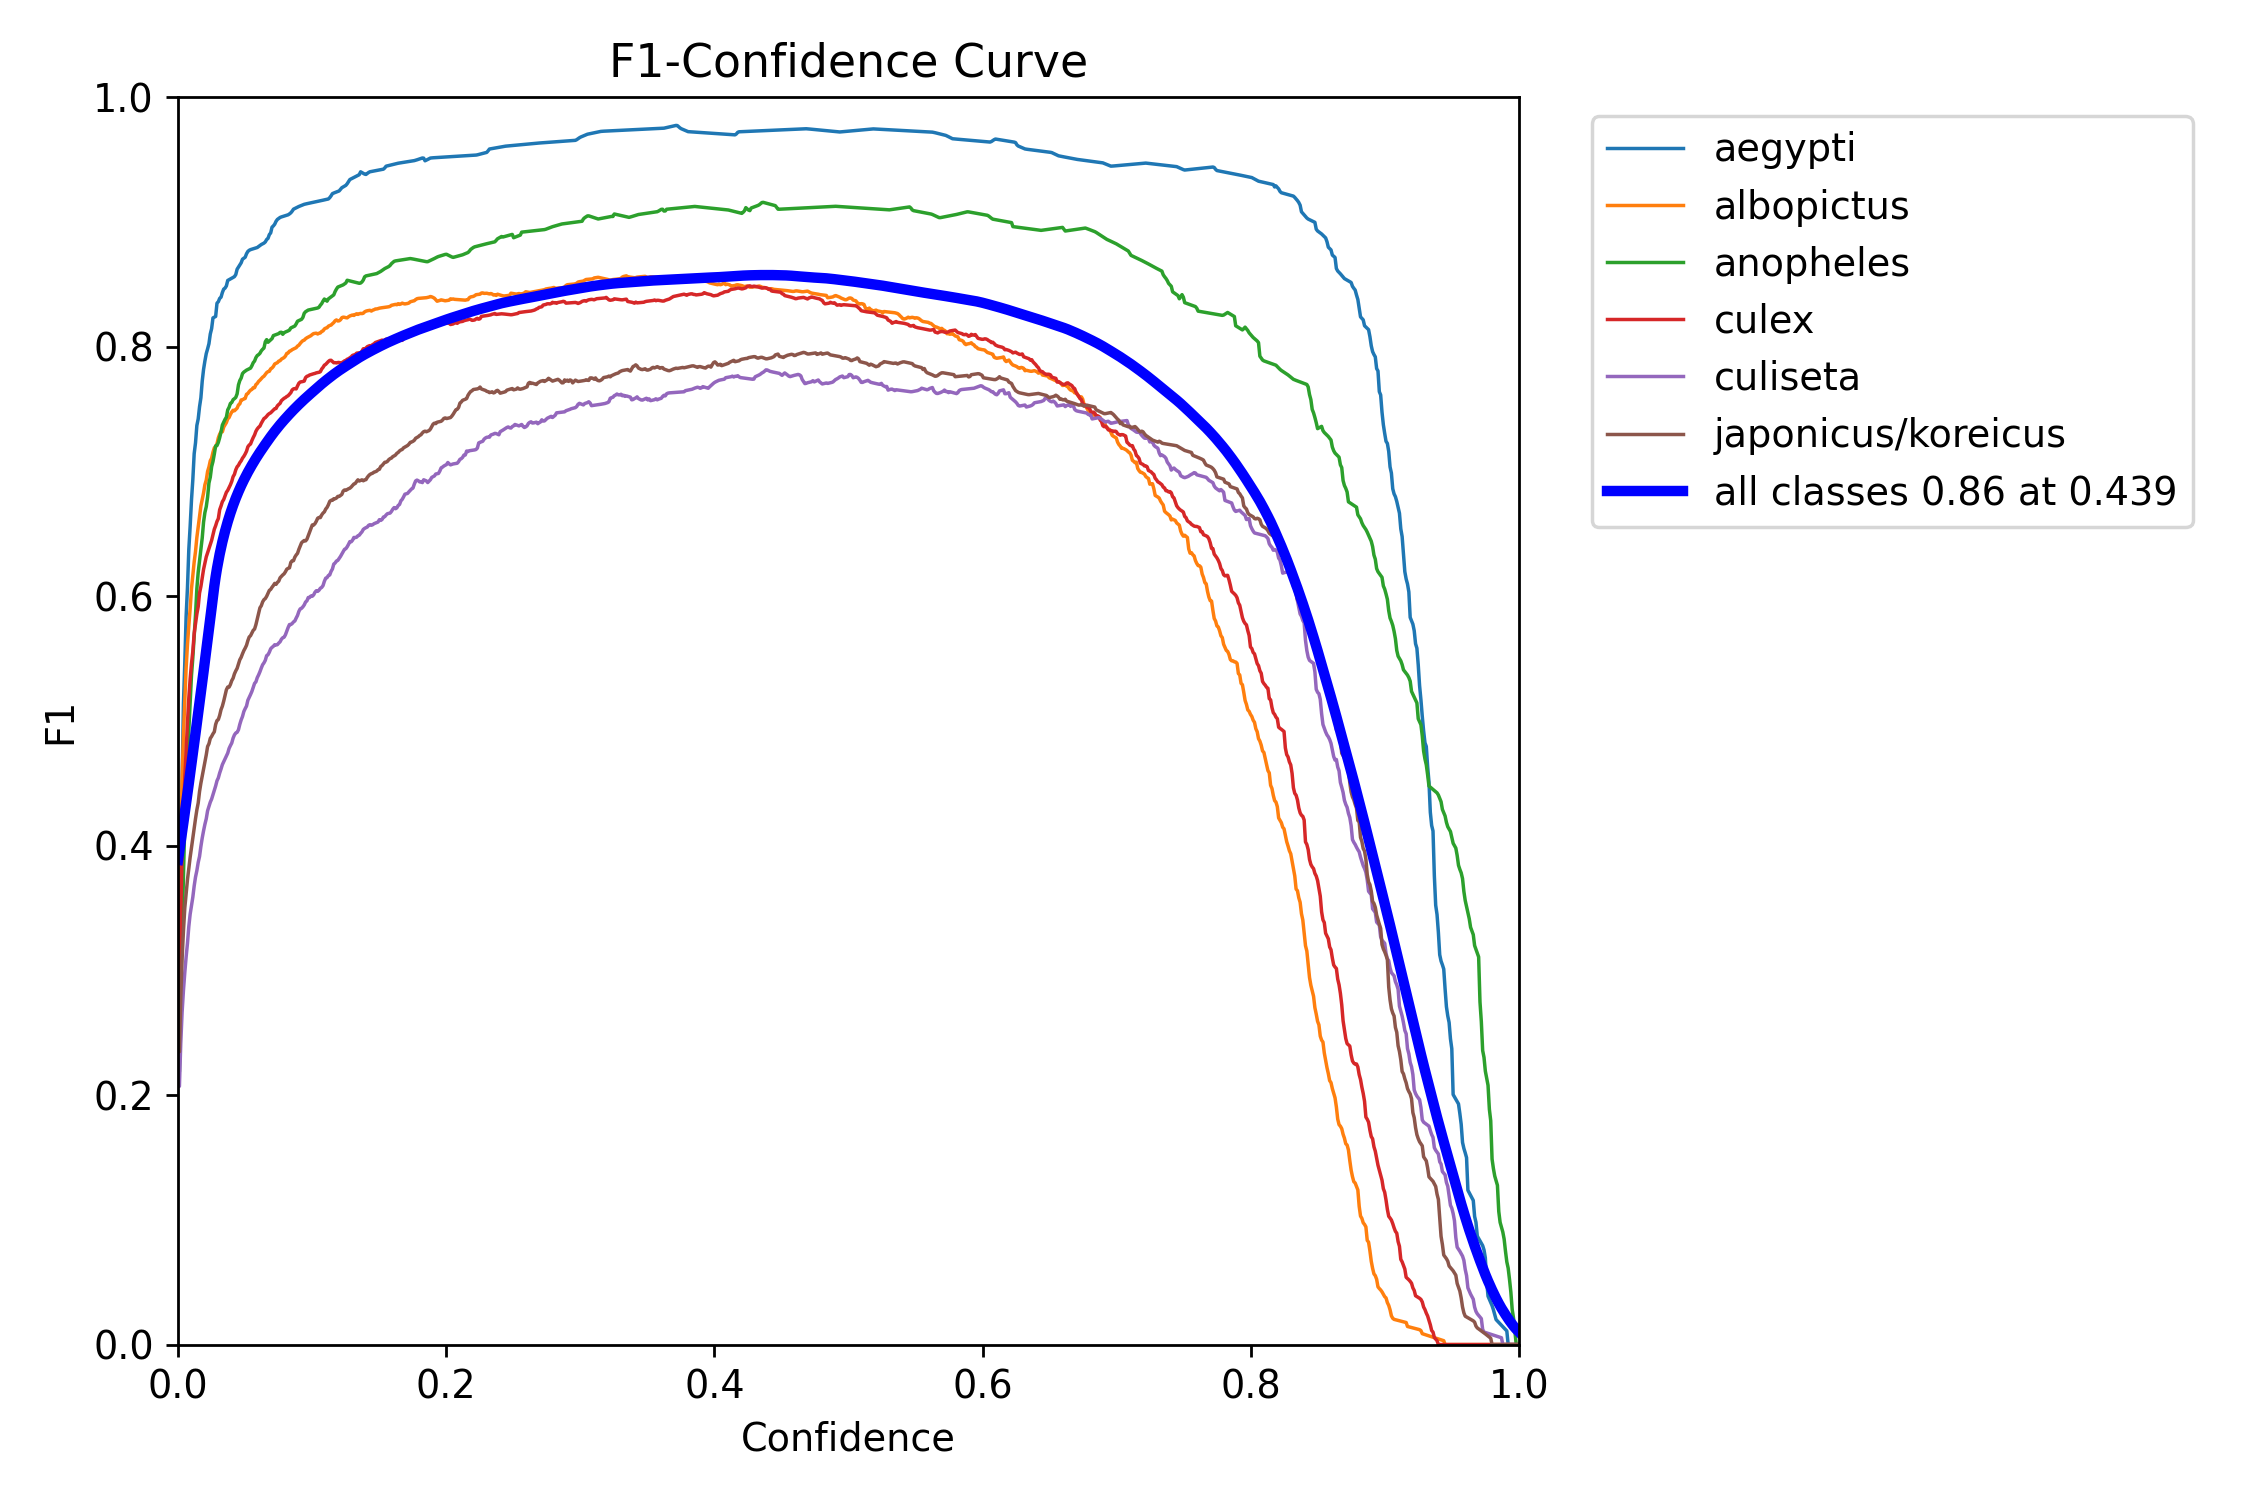 F1-Confidence Curve
1.0
0.8
0.6
0.4
0.2
0.0
F1
0.0 0.2 0.4 0.6 0.8 1.0
Confidence
aegypti
albopictus
anopheles
culex
culiseta
japonicus/koreicus
all classes 0.86 at 0.439